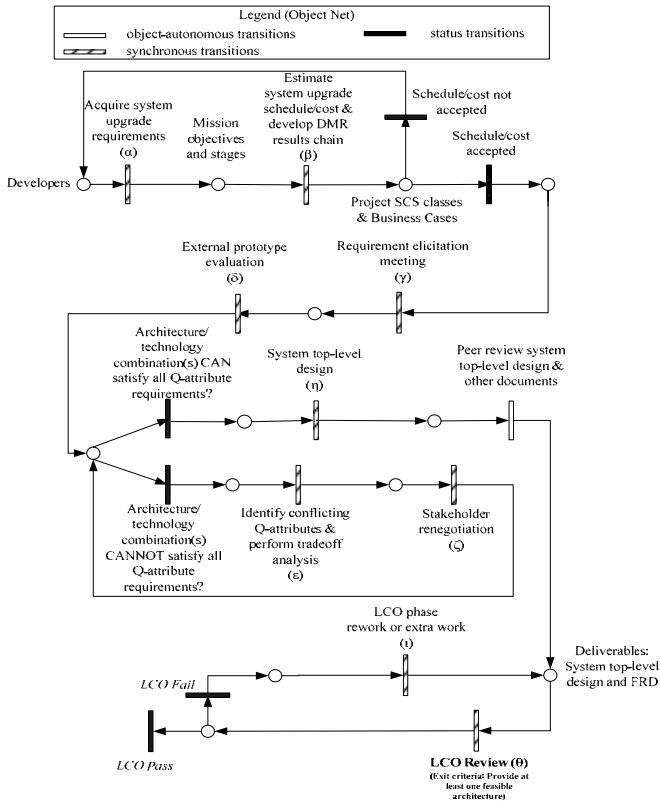 Legend (Object Net)
object-autonomous transitions
status transitions
synchronous transitions
Acquire system
upgrade
requirements
(α)
Mission
objectives
and stages
Estimate
system upgrade
schedule/cost &
develop DMR
results chain
(β)
Schedule/cost not
accepted
Schedule/cost
accepted
Developers
Project SCS classes
& Business Cases
External prototype
evaluation
(δ)
Requirement elicitation
meeting
(γ)
Architecture/
technology
combination(s) CAN
satisfy all Q-attribute
requirements?
System top-level
design
(η)
Peer review system
top-level design &
other documents
Architecture/
technology
combination(s)
CANNOT satisfy all
Q-attribute
requirements?
Identify conflicting
Q-attributes &
perform tradeoff
analysis
(ε)
Stakeholder
renegotiation
(ζ)
LCO phase
rework or extra work
(ι)
Deliverables:
System top-level
design and FRD
LCO Fail
LCO Pass
LCO Review (θ)
(Exit criteria: Provide at
least one feasible
architecture)